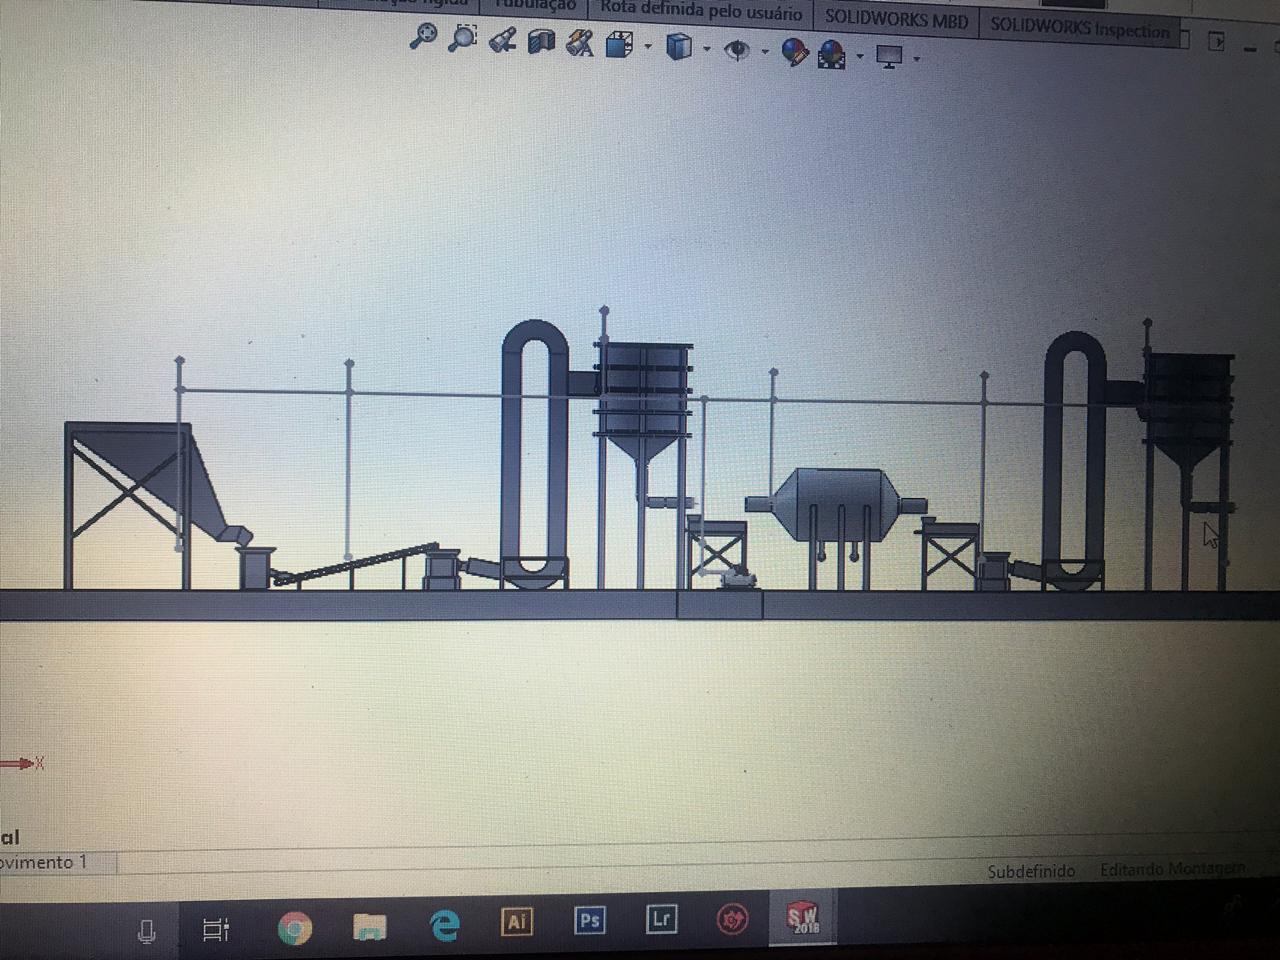 Tubulação
Rota definida pelo usuário
SOLIDWORKS MBD
SOLIDWORKS Inspection
X
al
ovimento 1
Subdefinido
Editando Montagem
Ai
Ps
Lr
SW
2018